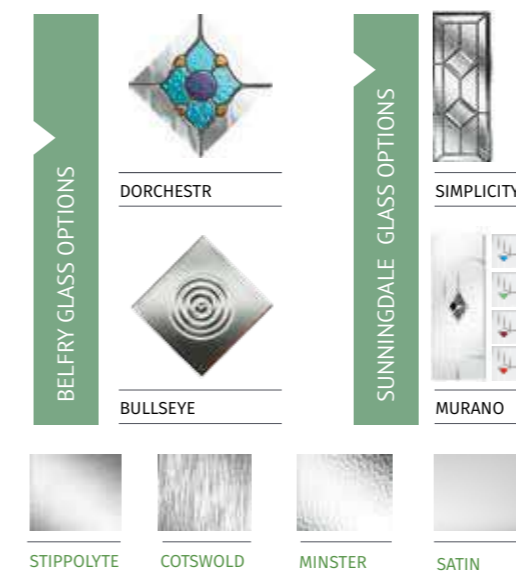 BELFRY GLASS OPTIONS
DORCHESTR
BULLSEYE
SUNNINGDALE GLASS OPTIONS
SIMPLICITY
MURANO
STIPPOLYTE
COTSWOLD
MINSTER
SATIN